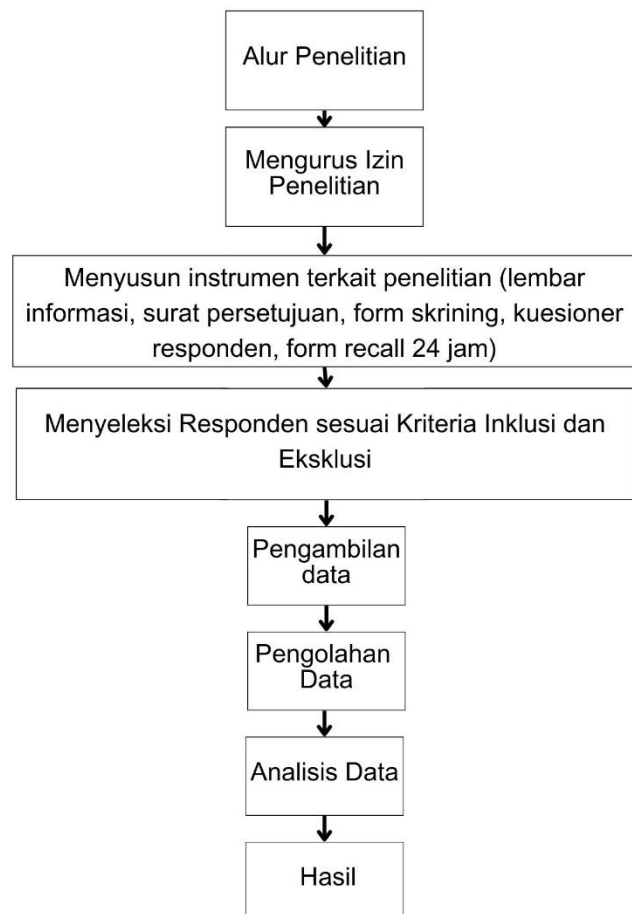 Alur Penelitian
Mengurus Izin
Penelitian
Menyusun instrumen terkait penelitian (lembar
informasi, surat persetujuan, form skrining, kuesioner
responden, form recall 24 jam)
Menyeleksi Responden sesuai Kriteria Inklusi dan
Eksklusi
Pengambilan
data
Pengolahan
Data
Analisis Data
Hasil